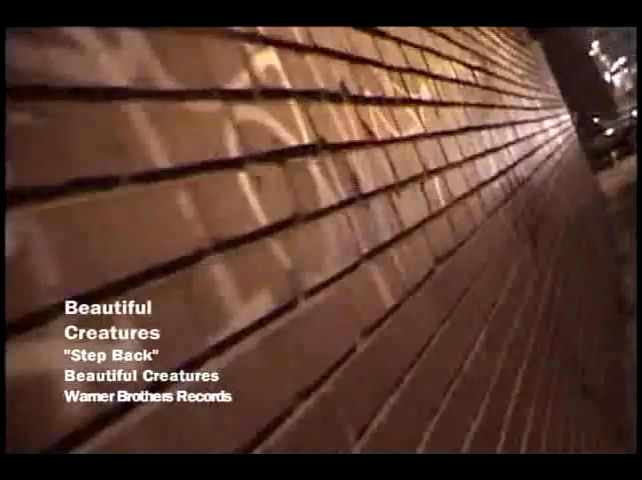 Beautiful
Creatures
"Step Back"
Beautiful Creatures
Warner Brothers Records